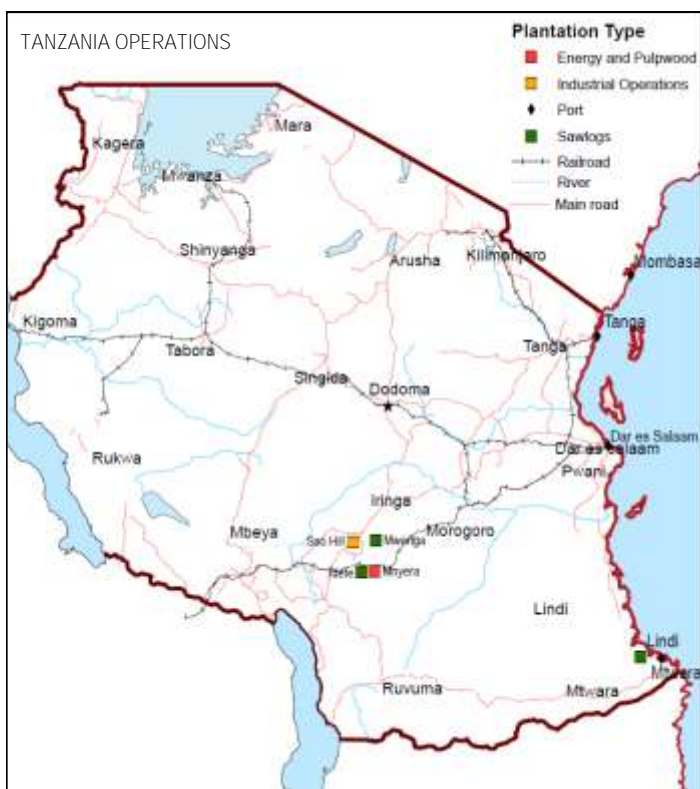 TANZANIA OPERATIONS
Plantation Type
Energy and Pulpwood
Industrial Operations
Port
Sawlogs
Railroad
River
Main road
Mara
Kagera
Mwanza
Shinyanga
Arusha
Kilimanjaro
Mombasa
Kigoma
Tabora
Tanga
Tanga
Singida
Dodoma
Dar es Salaam
Dar es salaam
Rukwa
Pwani
Iringa
Mbeya
Morogoro
Sao Hill
Idete
Mnyera
Lindi
Lindi
Mtwara
Ruvuma
Mtwara